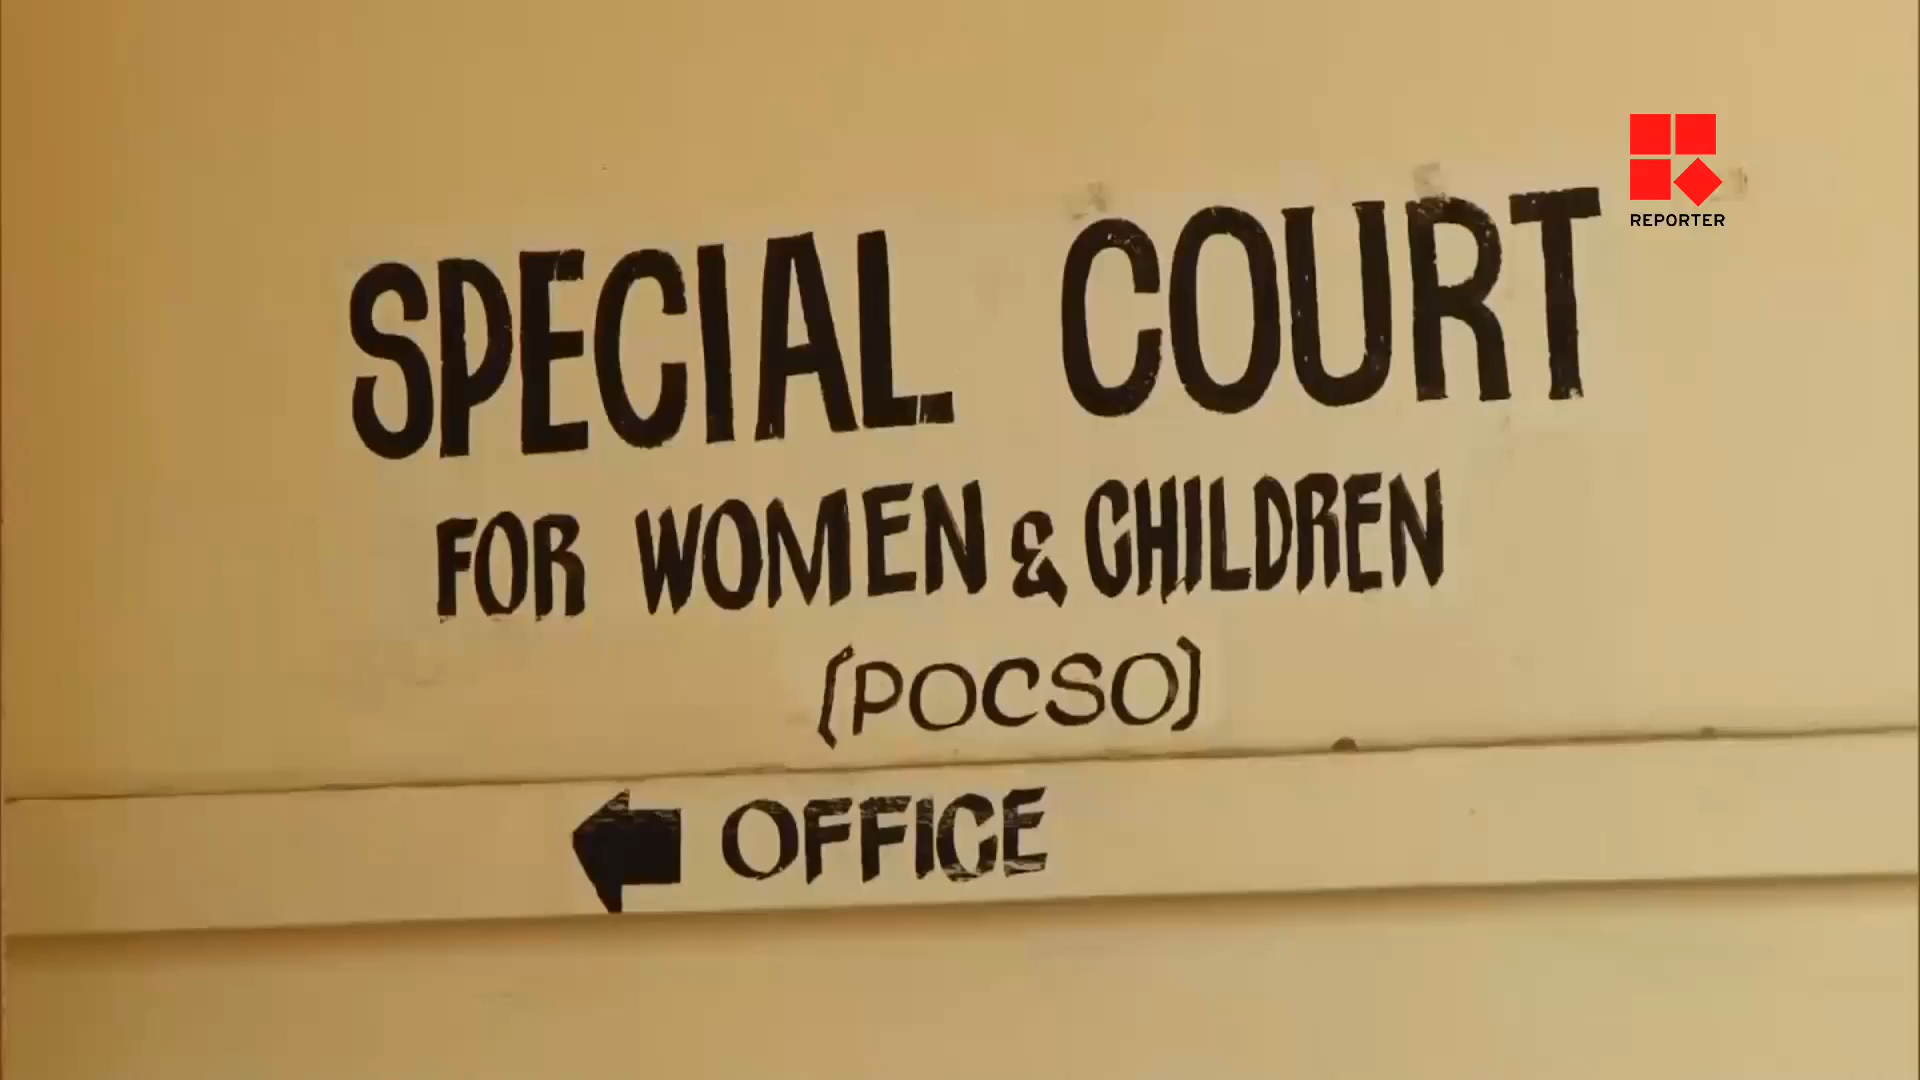 REPORTER
SPECIAL COURT
FOR WOMEN & CHILDREN
(POCSO)
OFFICE